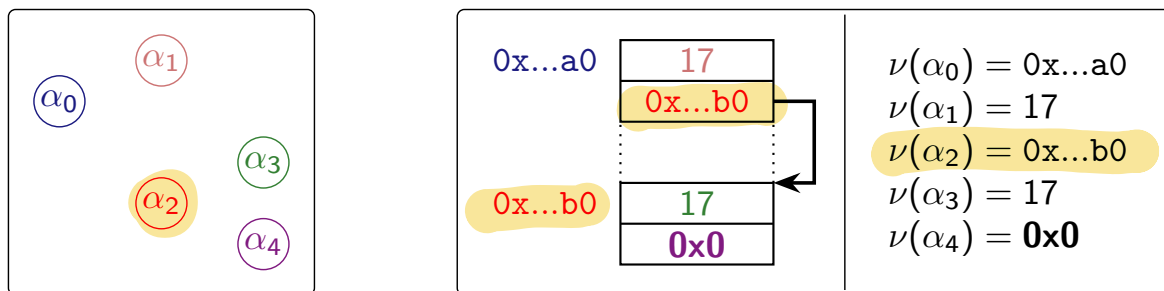 α₁
α₀
α₃
α₂
α₄
0x...a0 17
0x...b0
0x...b0 17
0x0
ν(α₀) = 0x...a0
ν(α₁) = 17
ν(α₂) = 0x...b0
ν(α₃) = 17
ν(α₄) = 0x0